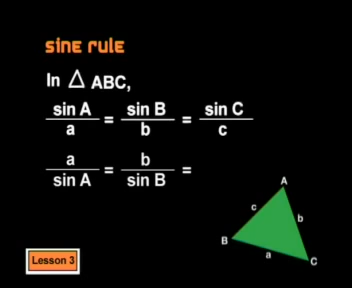 sine rule
In △ ABC,
sin A / a = sin B / b = sin C / c
a / sin A = b / sin B =
A
c
b
B
a
C
Lesson 3